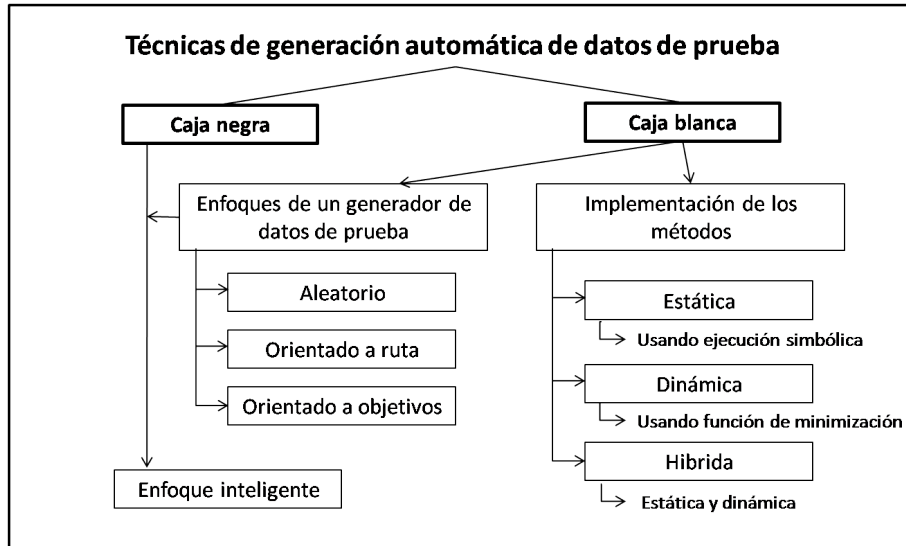 Técnicas de generación automática de datos de prueba
Caja negra
Caja blanca
Enfoques de un generador de
datos de prueba
Implementación de los
métodos
Aleatorio
Orientado a ruta
Orientado a objetivos
Enfoque inteligente
Estática
Usando ejecución simbólica
Dinámica
Usando función de minimización
Hibrida
Estática y dinámica